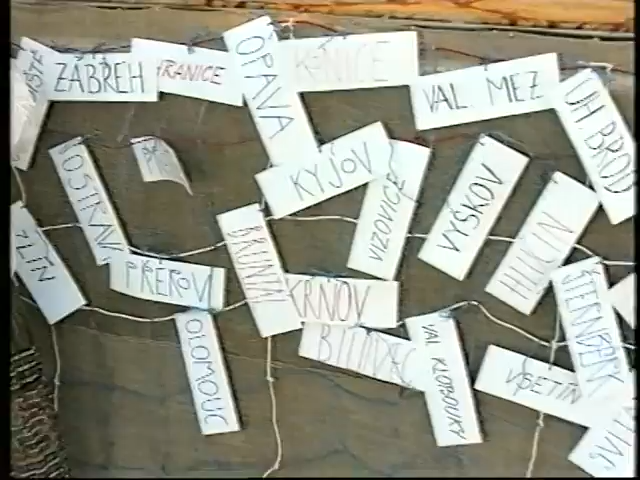 ZÁBŘEH
HRANICE
OPAVA
VAL. MEZ
UH. BROD
OSTRAVA
KYJOV
VIZOVICE
VYŠKOV
HLUČÍN
ZLÍN
PŘEROV
BRUNTÁL
KRNOV
ŠTERNBERK
OLOMOUC
BÍLOVEC
VAL. KLOBOUKY
VSETÍN